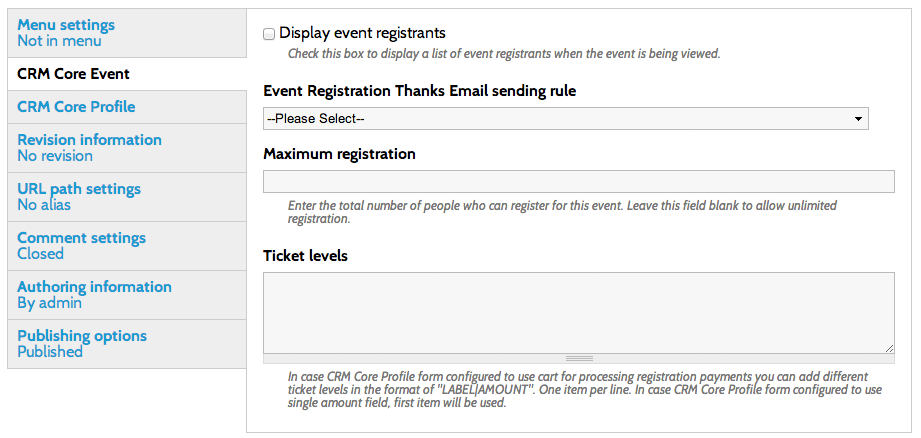 Menu settings
Not in menu
CRM Core Event
CRM Core Profile
Revision information
No revision
URL path settings
No alias
Comment settings
Closed
Authoring information
By admin
Publishing options
Published
Display event registrants
Check this box to display a list of event registrants when the event is being viewed.
Event Registration Thanks Email sending rule
--Please Select--
Maximum registration
Enter the total number of people who can register for this event. Leave this field blank to allow unlimited
registration.
Ticket levels
In case CRM Core Profile form configured to use cart for processing registration payments you can add different
ticket levels in the format of "LABEL|AMOUNT". One item per line. In case CRM Core Profile form configured to use
single amount field, first item will be used.